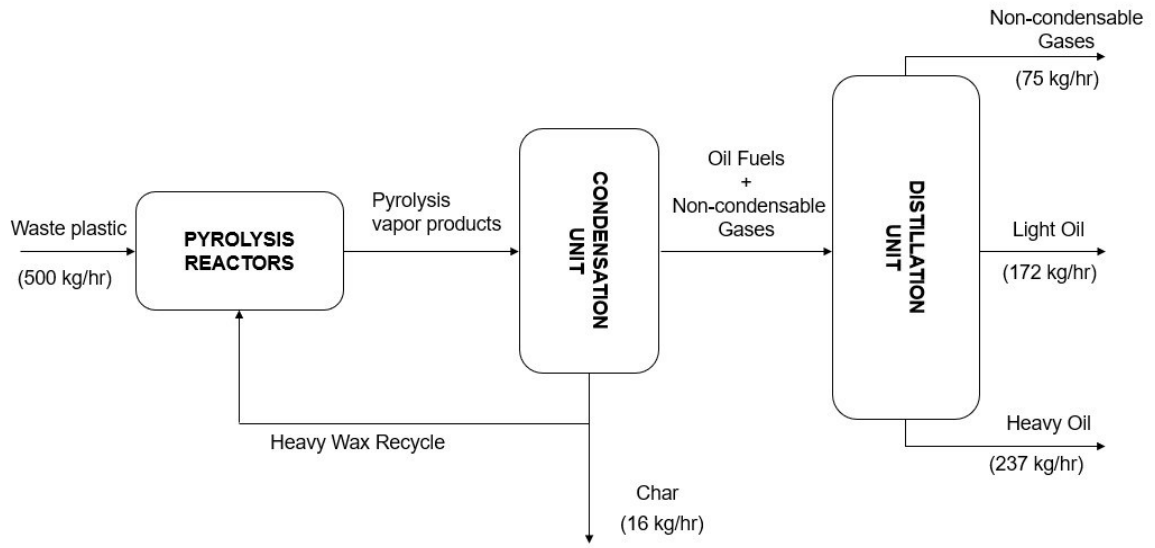 Non-condensable
Gases
(75 kg/hr)
Waste plastic
(500 kg/hr)
PYROLYSIS
REACTORS
Pyrolysis
vapor products
CONDENSATION
UNIT
Oil Fuels
+
Non-condensable
Gases
DISTILLATION
UNIT
Light Oil
(172 kg/hr)
Heavy Oil
(237 kg/hr)
Heavy Wax Recycle
Char
(16 kg/hr)